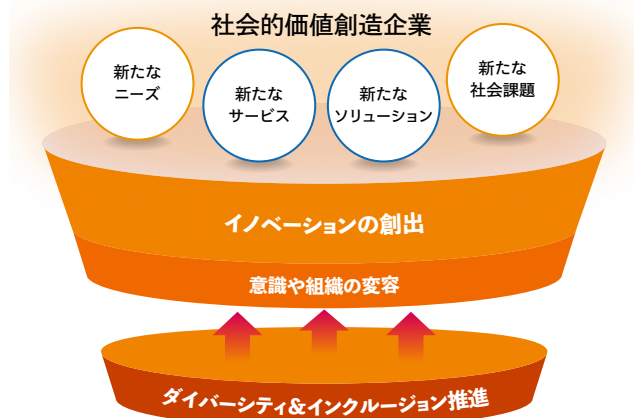 社会的価値創造企業
新たな
ニーズ
新たな
サービス
新たな
ソリューション
新たな
社会課題
イノベーションの創出
意識や組織の変容
ダイバーシティ&インクルージョン推進